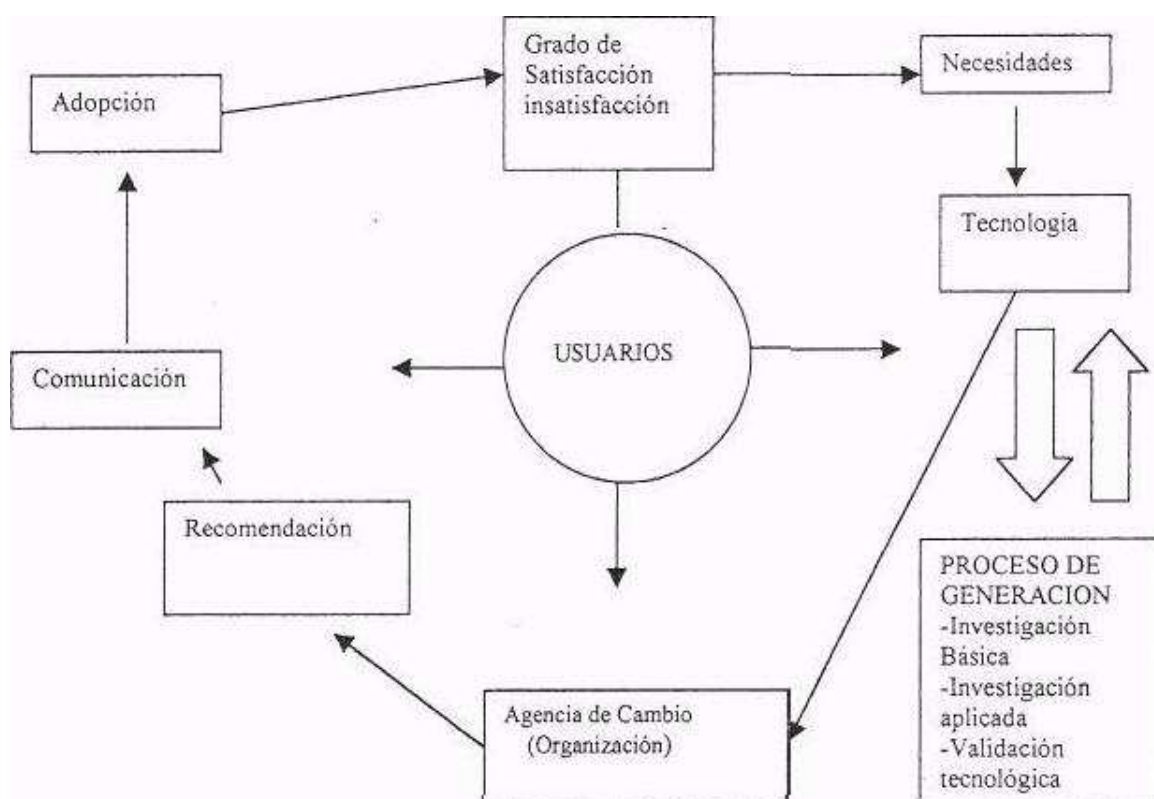 Grado de
Satisfacción
insatisfacción
Necesidades
Adopción
Tecnología
USUARIOS
Comunicación
Recomendación
Agencia de Cambio
(Organización)
PROCESO DE
GENERACION
-Investigación
Básica
-Investigación
aplicada
-Validación
tecnológica